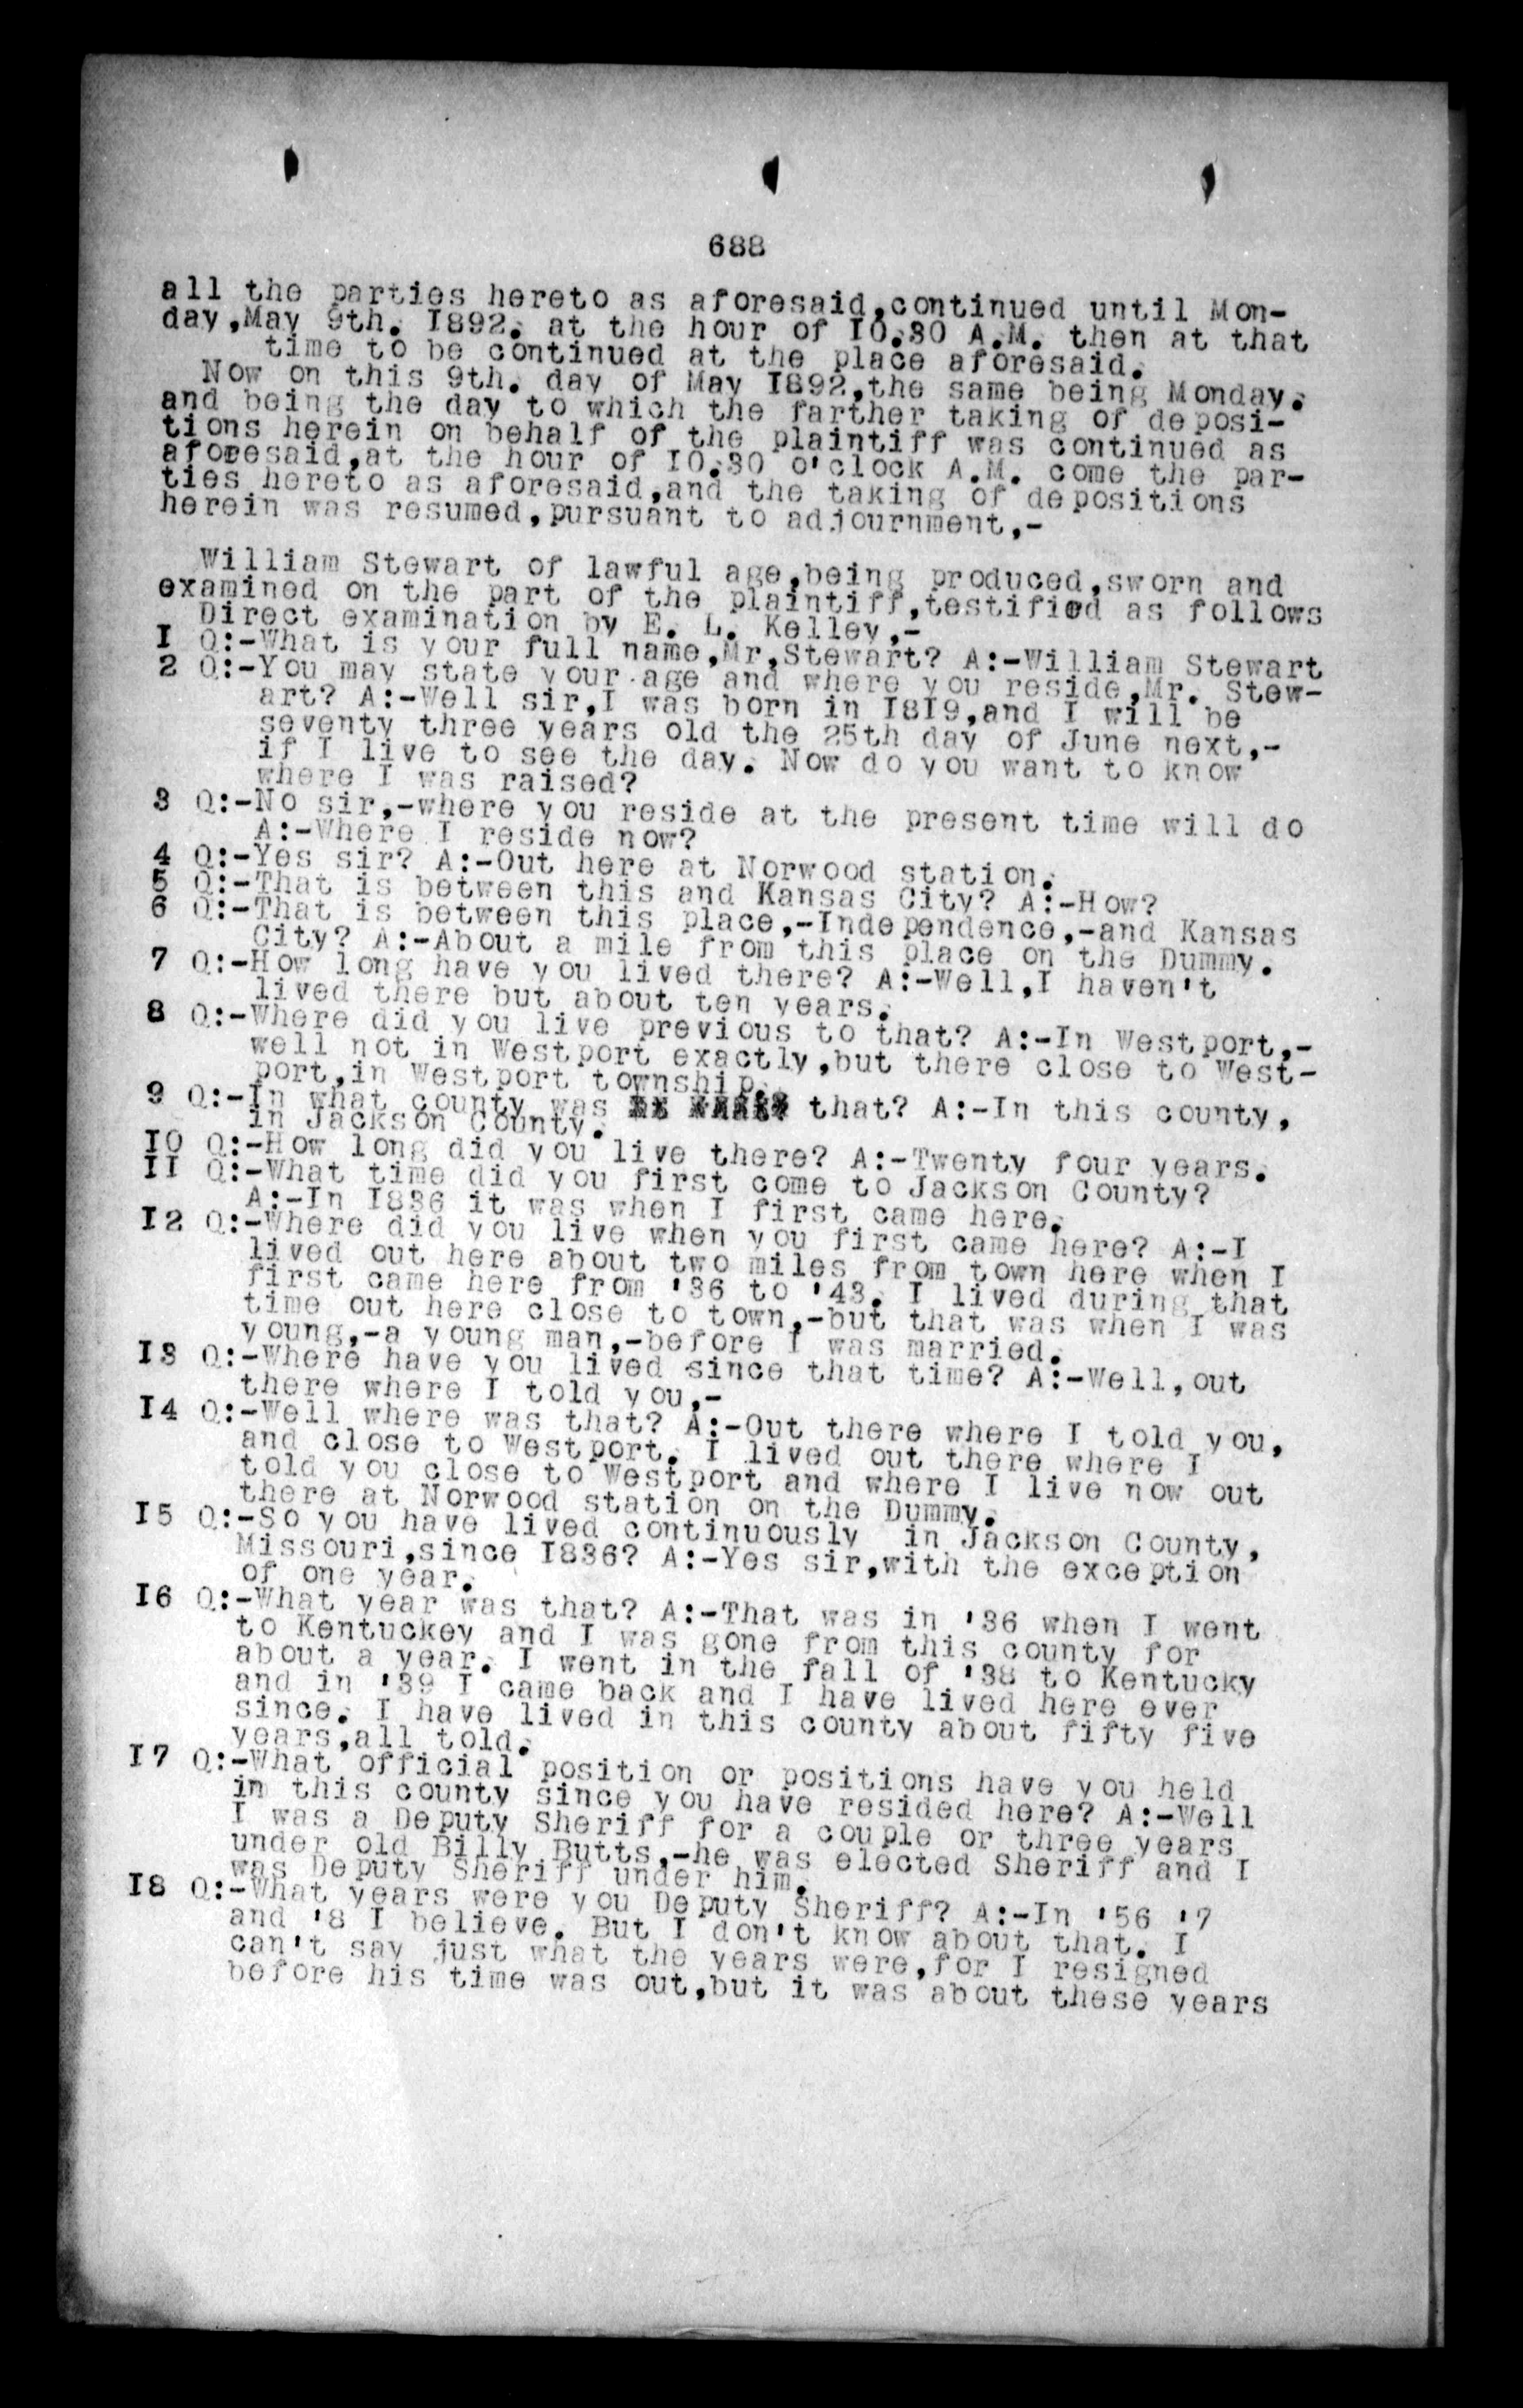 688
all the parties hereto as aforesaid,continued until Mon-
day,May 9th. I892. at the hour of I0.30 A.M. then at that
time to be continued at the place aforesaid.
Now on this 9th. day of May I892,the same being Monday.
and being the day to which the farther taking of deposi-
tions herein on behalf of the plaintiff was continued as
aforesaid,at the hour of I0.30 o'clock A.M. come the par-
ties hereto as aforesaid,and the taking of depositions
herein was resumed,pursuant to adjournment,-
William Stewart of lawful age,being produced,sworn and
examined on the part of the plaintiff,testified as follows
Direct examination by E. L. Kelley,-
I Q:-What is your full name,Mr,Stewart? A:-William Stewart
2 Q:-You may state your age and where you reside,Mr. Stew-
art? A:-Well sir,I was born in I8I9,and I will be
seventy three years old the 25th day of June next,-
if I live to see the day. Now do you want to know
where I was raised?
3 Q:-No sir,-where you reside at the present time will do
A:-Where I reside now?
4 Q:-Yes sir? A:-Out here at Norwood station.
5 Q:-That is between this and Kansas City? A:-How?
6 Q:-That is between this place,-Independence,-and Kansas
City? A:-About a mile from this place on the Dummy.
7 Q:-How long have you lived there? A:-Well,I haven't
lived there but about ten years.
8 Q:-Where did you live previous to that? A:-In Westport,-
well not in Westport exactly,but there close to West-
port,in Westport township.
9 Q:-In what county was that? A:-In this county,
in Jackson County.
I0 Q:-How long did you live there? A:-Twenty four years.
II Q:-What time did you first come to Jackson County?
A:-In I836 it was when I first came here.
I2 Q:-Where did you live when you first came here? A:-I
lived out here about two miles from town here when I
first came here from '36 to '43. I lived during that
time out here close to town,-but that was when I was
young,-a young man,-before I was married.
I3 Q:-Where have you lived since that time? A:-Well,out
there where I told you,-
I4 Q:-Well where was that? A:-Out there where I told you,
and close to Westport. I lived out there where I
told you close to Westport and where I live now out
there at Norwood station on the Dummy.
I5 Q:-So you have lived continuously in Jackson County,
Missouri,since I836? A:-Yes sir,with the exception
of one year.
I6 Q:-What year was that? A:-That was in '36 when I went
to Kentuckey and I was gone from this county for
about a year. I went in the fall of '38 to Kentucky
and in '39 I came back and I have lived here ever
since. I have lived in this county about fifty five
years,all told.
I7 Q:-What official position or positions have you held
in this county since you have resided here? A:-Well
I was a Deputy Sheriff for a couple or three years
under old Billy Butts,-he was elected Sheriff and I
was Deputy Sheriff under him.
I8 Q:-What years were you Deputy Sheriff? A:-In '56 '7
and '8 I believe. But I don't know about that. I
can't say just what the years were,for I resigned
before his time was out,but it was about these years